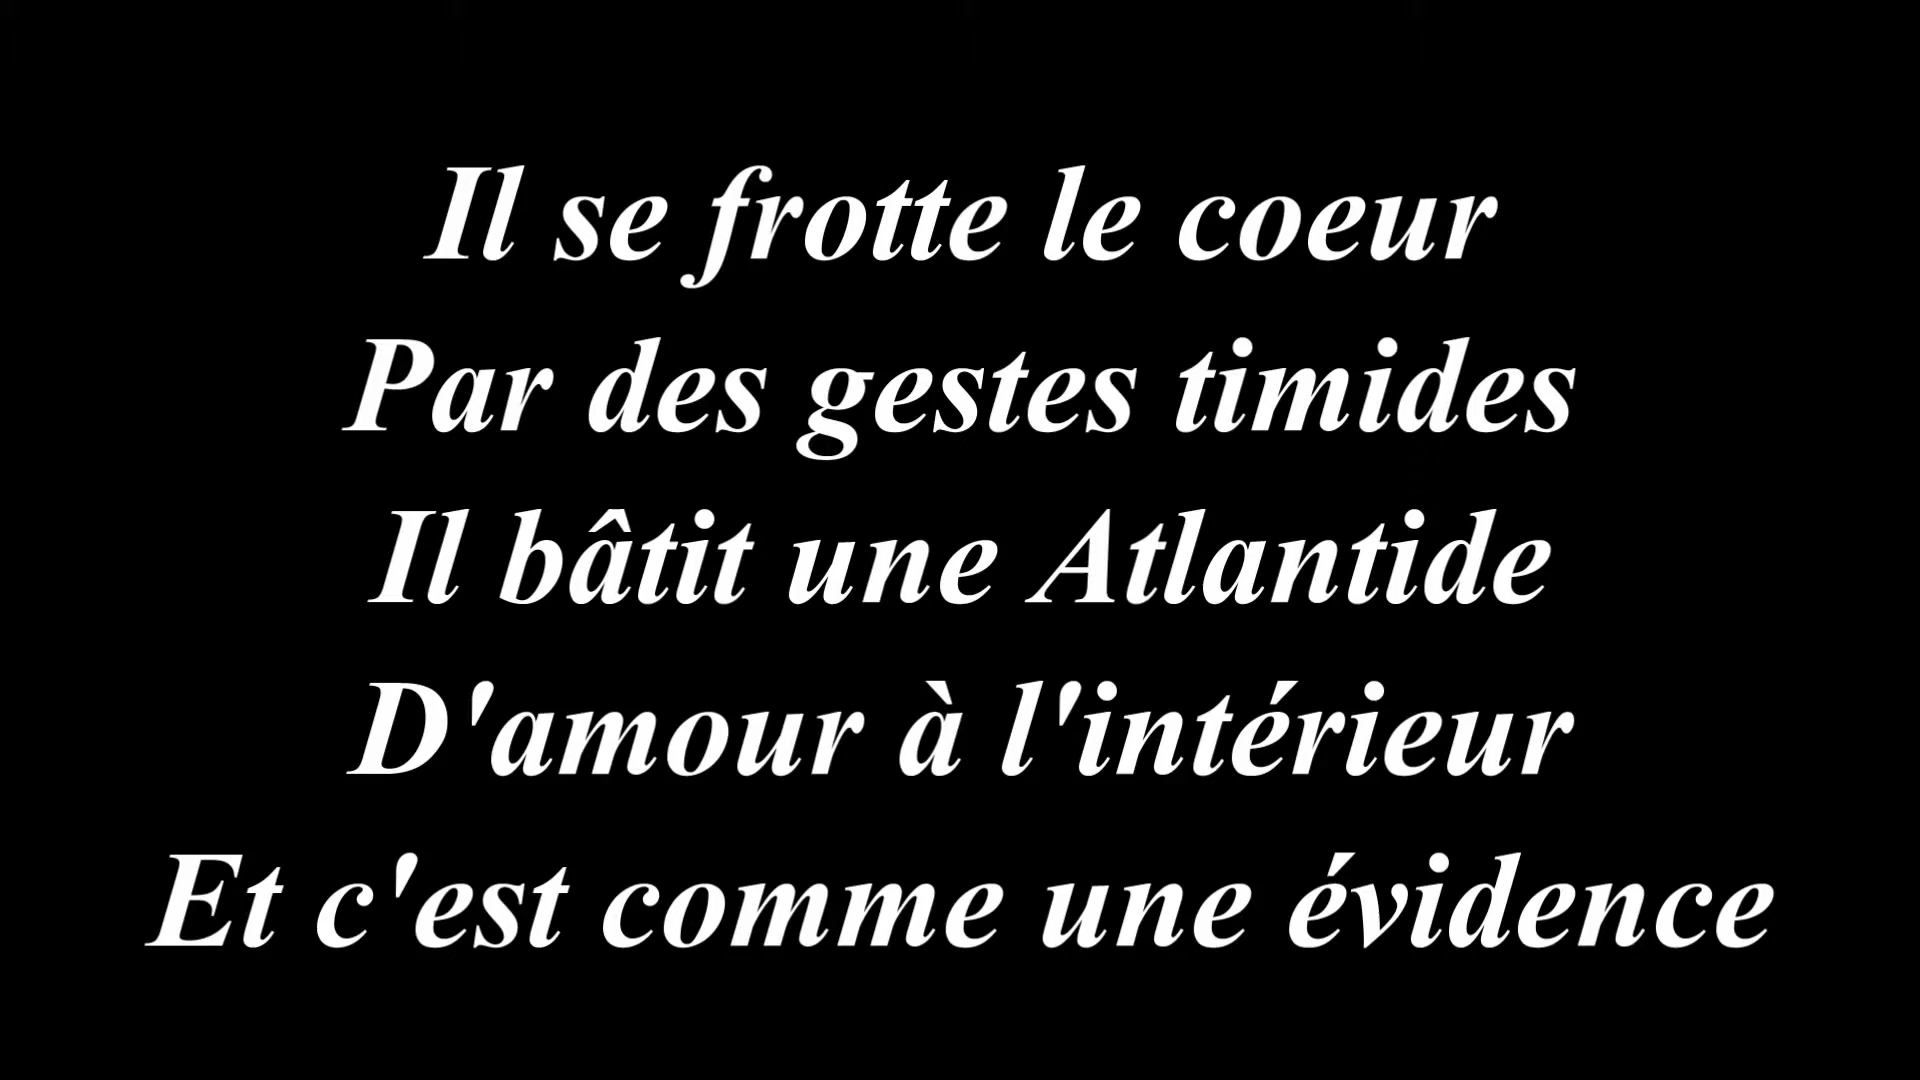 Il se frotte le coeur
Par des gestes timides
Il bâtit une Atlantide
D'amour à l'intérieur
Et c'est comme une évidence